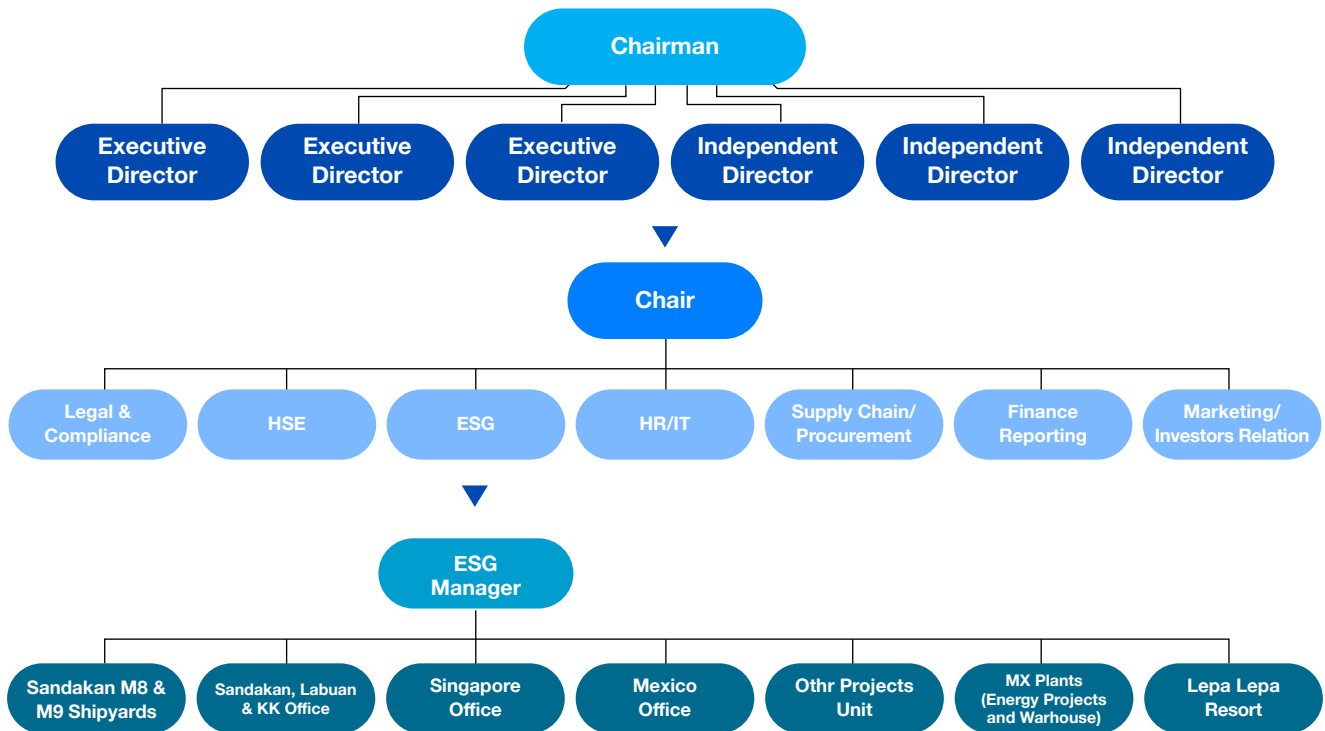 Chairman
Executive
Director
Executive
Director
Executive
Director
Independent
Director
Independent
Director
Independent
Director
Chair
Legal &
Compliance
HSE
ESG
HR/IT
Supply Chain/
Procurement
Finance
Reporting
Marketing/
Investors Relation
ESG
Manager
Sandakan M8 &
M9 Shipyards
Sandakan, Labuan
& KK Office
Singapore
Office
Mexico
Office
Othr Projects
Unit
MX Plants
(Energy Projects
and Warhouse)
Lepa Lepa
Resort